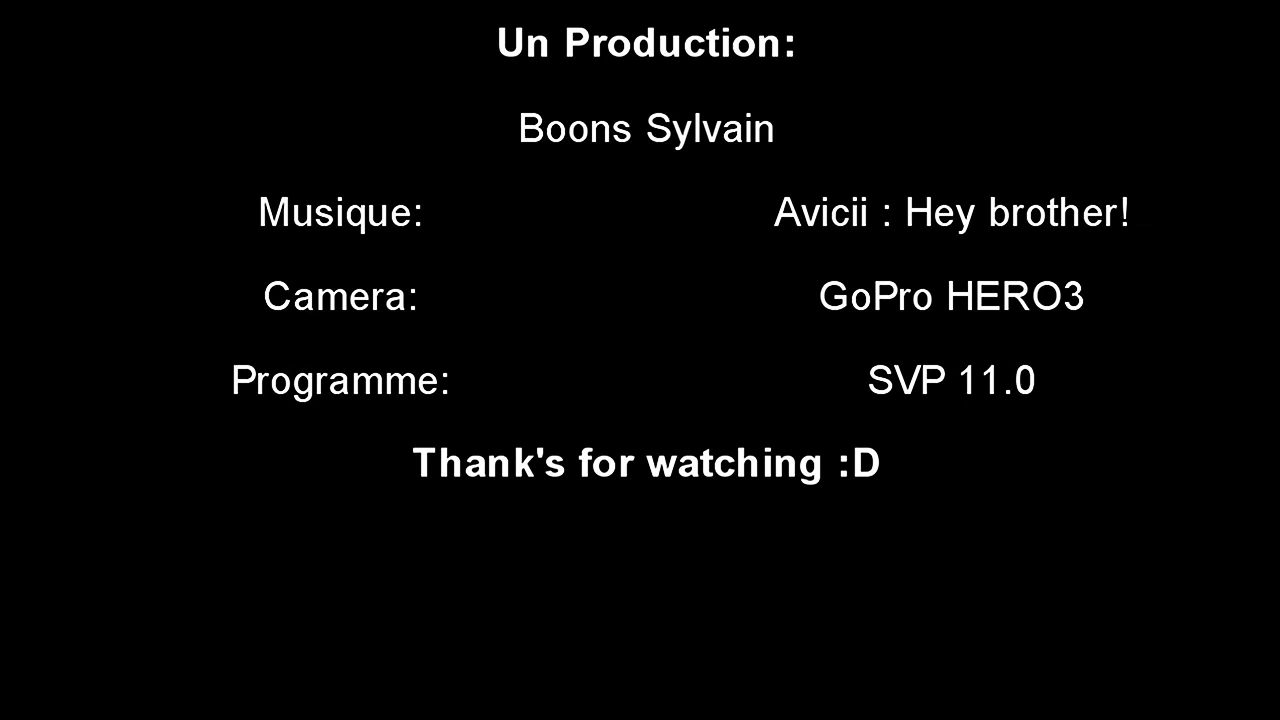 Un Production:
Boons Sylvain
Musique: Avicii : Hey brother!
Camera: GoPro HERO3
Programme: SVP 11.0
Thank's for watching :D